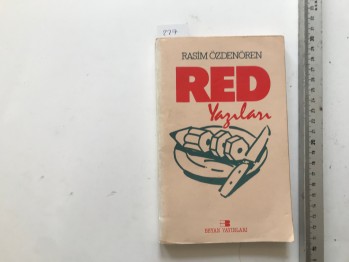 RASİM ÖZDENÖREN
RED
Yazıları
BEYAN YAYINLARI